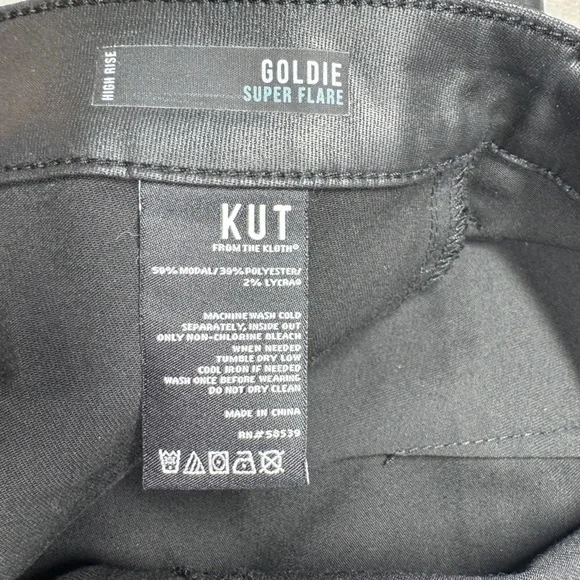 HIGH RISE
GOLDIE
SUPER FLARE
KUT
FROM THE KLOTH®
MODAL/39% POLYESTER/
2% LYCRA®
MACHINE WASH COLD
SEPARATELY, INSIDE OUT
ONLY NON-CHLORINE BLEACH
WHEN NEEDED
TUMBLE DRY LOW
COOL IRON IF NEEDED
WASH ONCE BEFORE WEARING
DO NOT DRY CLEAN
MADE IN CHINA
RN# 58539